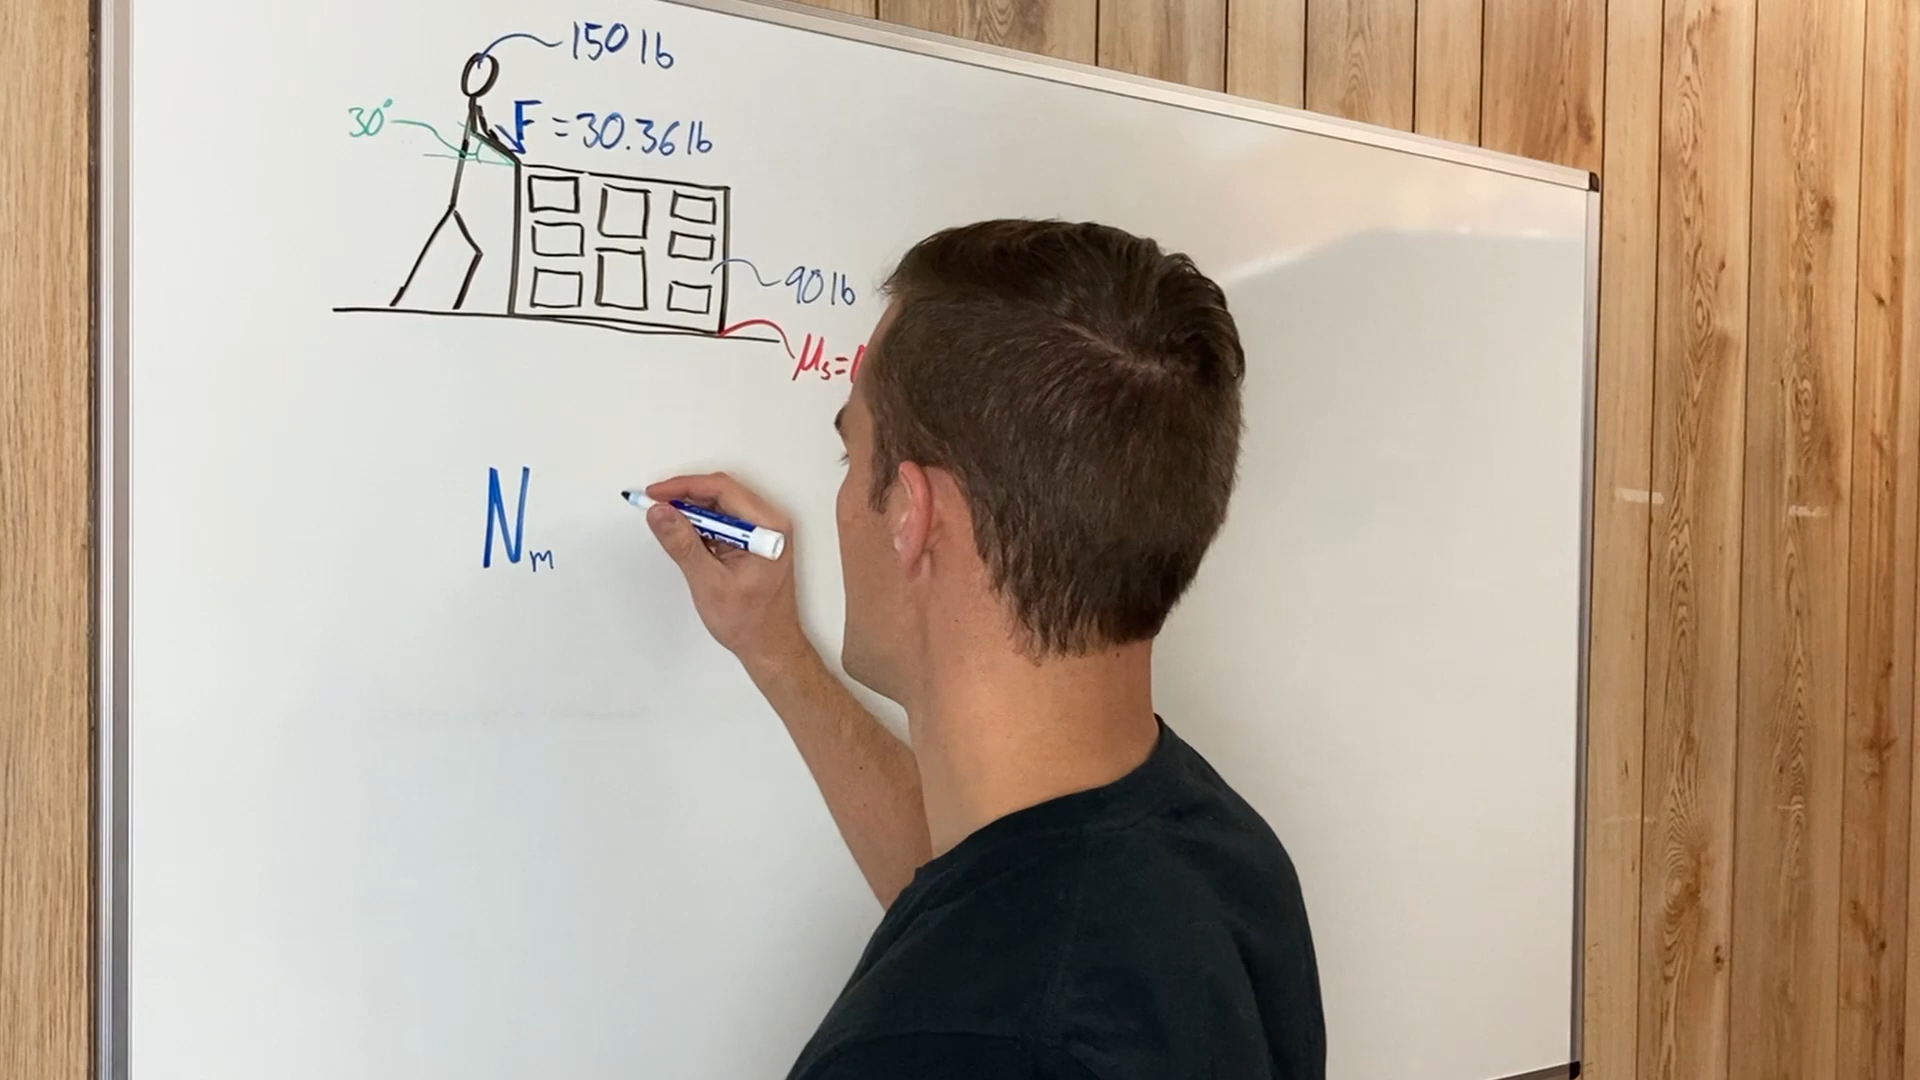 150 lb
30°
F = 30.36 lb
90 lb
μs=
Nm